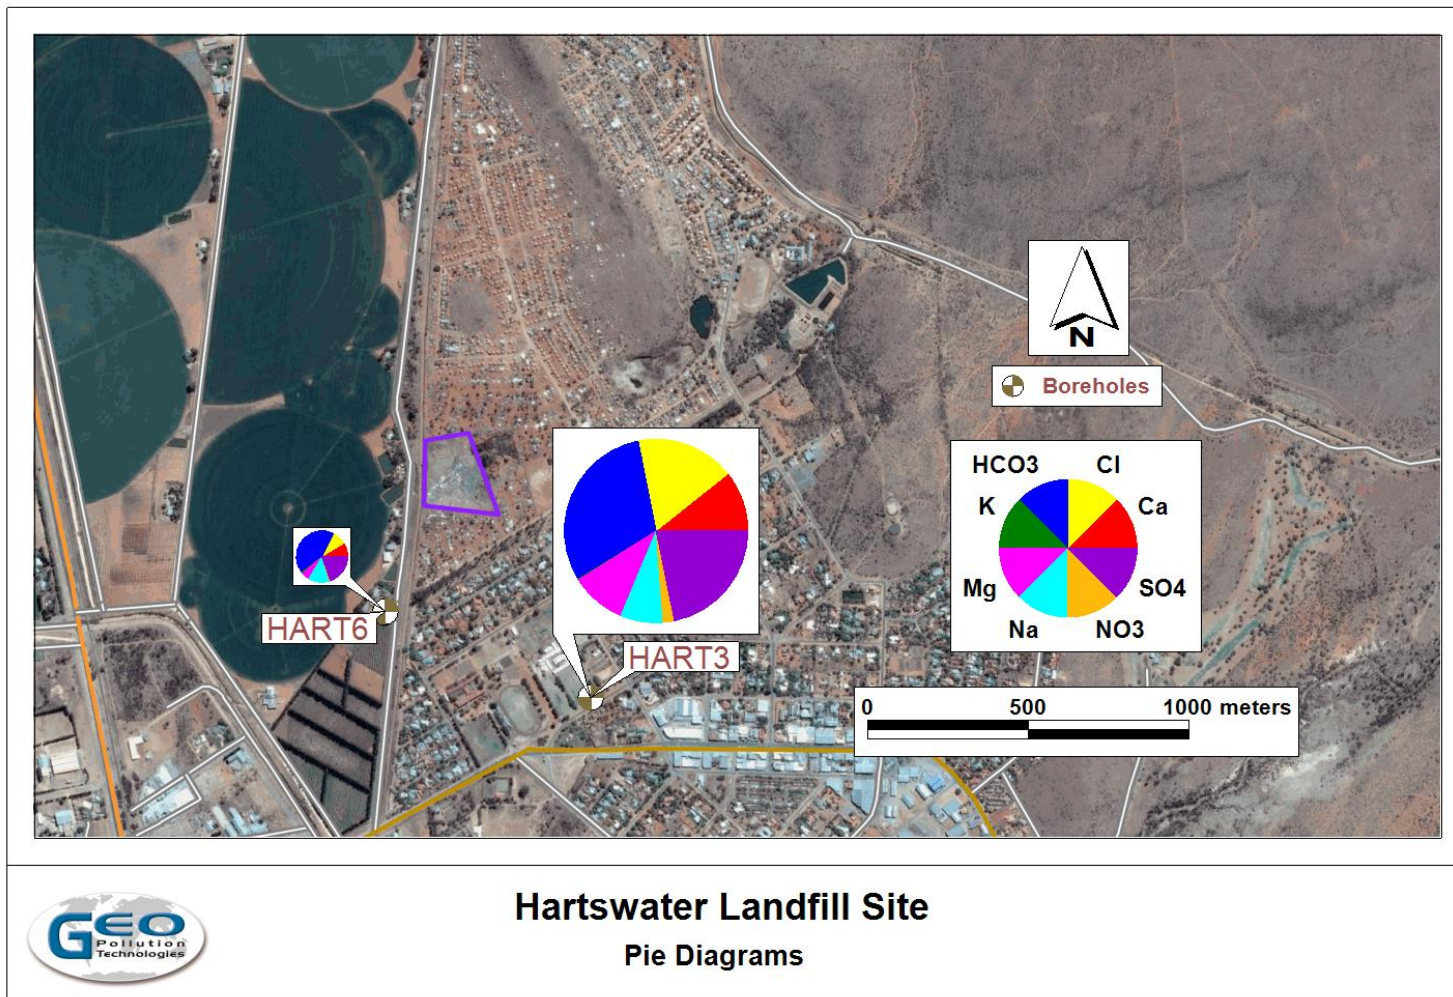 N
Boreholes
HCO3
Cl
K
Ca
Mg
SO4
Na
NO3
HART6
HART3
0
500
1000 meters
Hartswater Landfill Site
Pie Diagrams
GEO
Pollution
Technologies